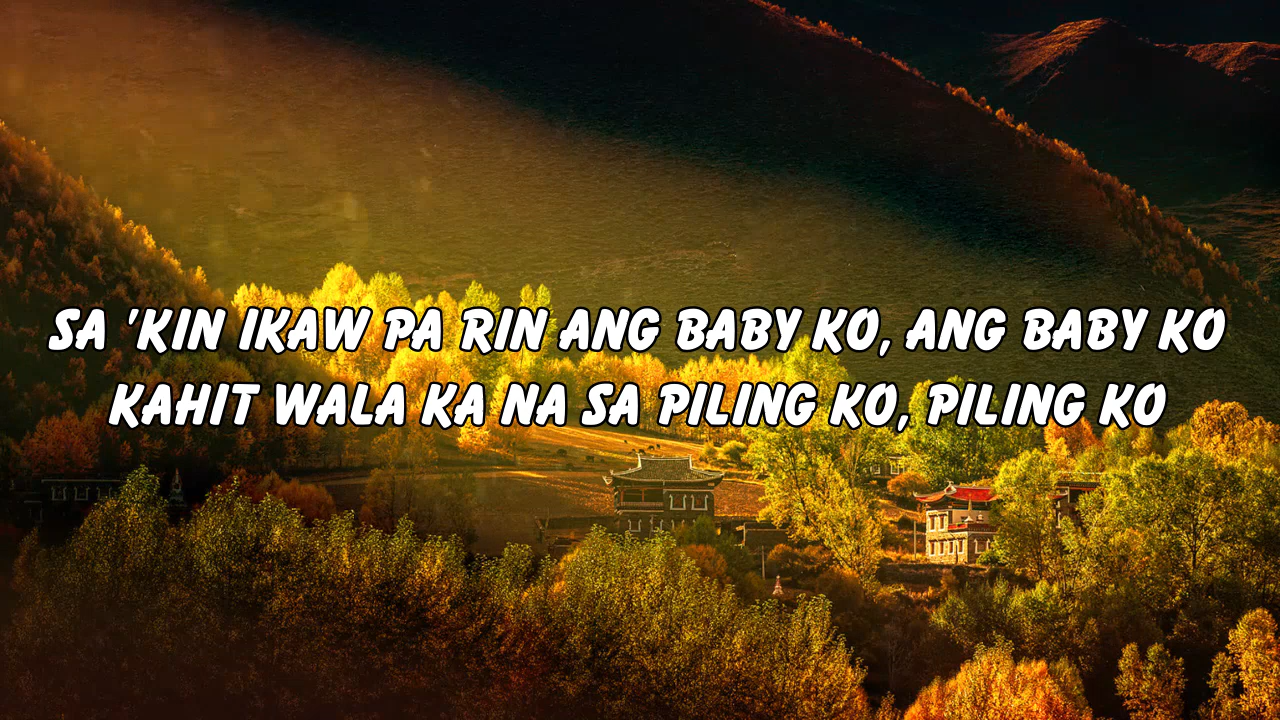 SA 'KIN IKAW PA RIN ANG BABY KO, ANG BABY KO
KAHIT WALA KA NA SA PILING KO, PILING KO